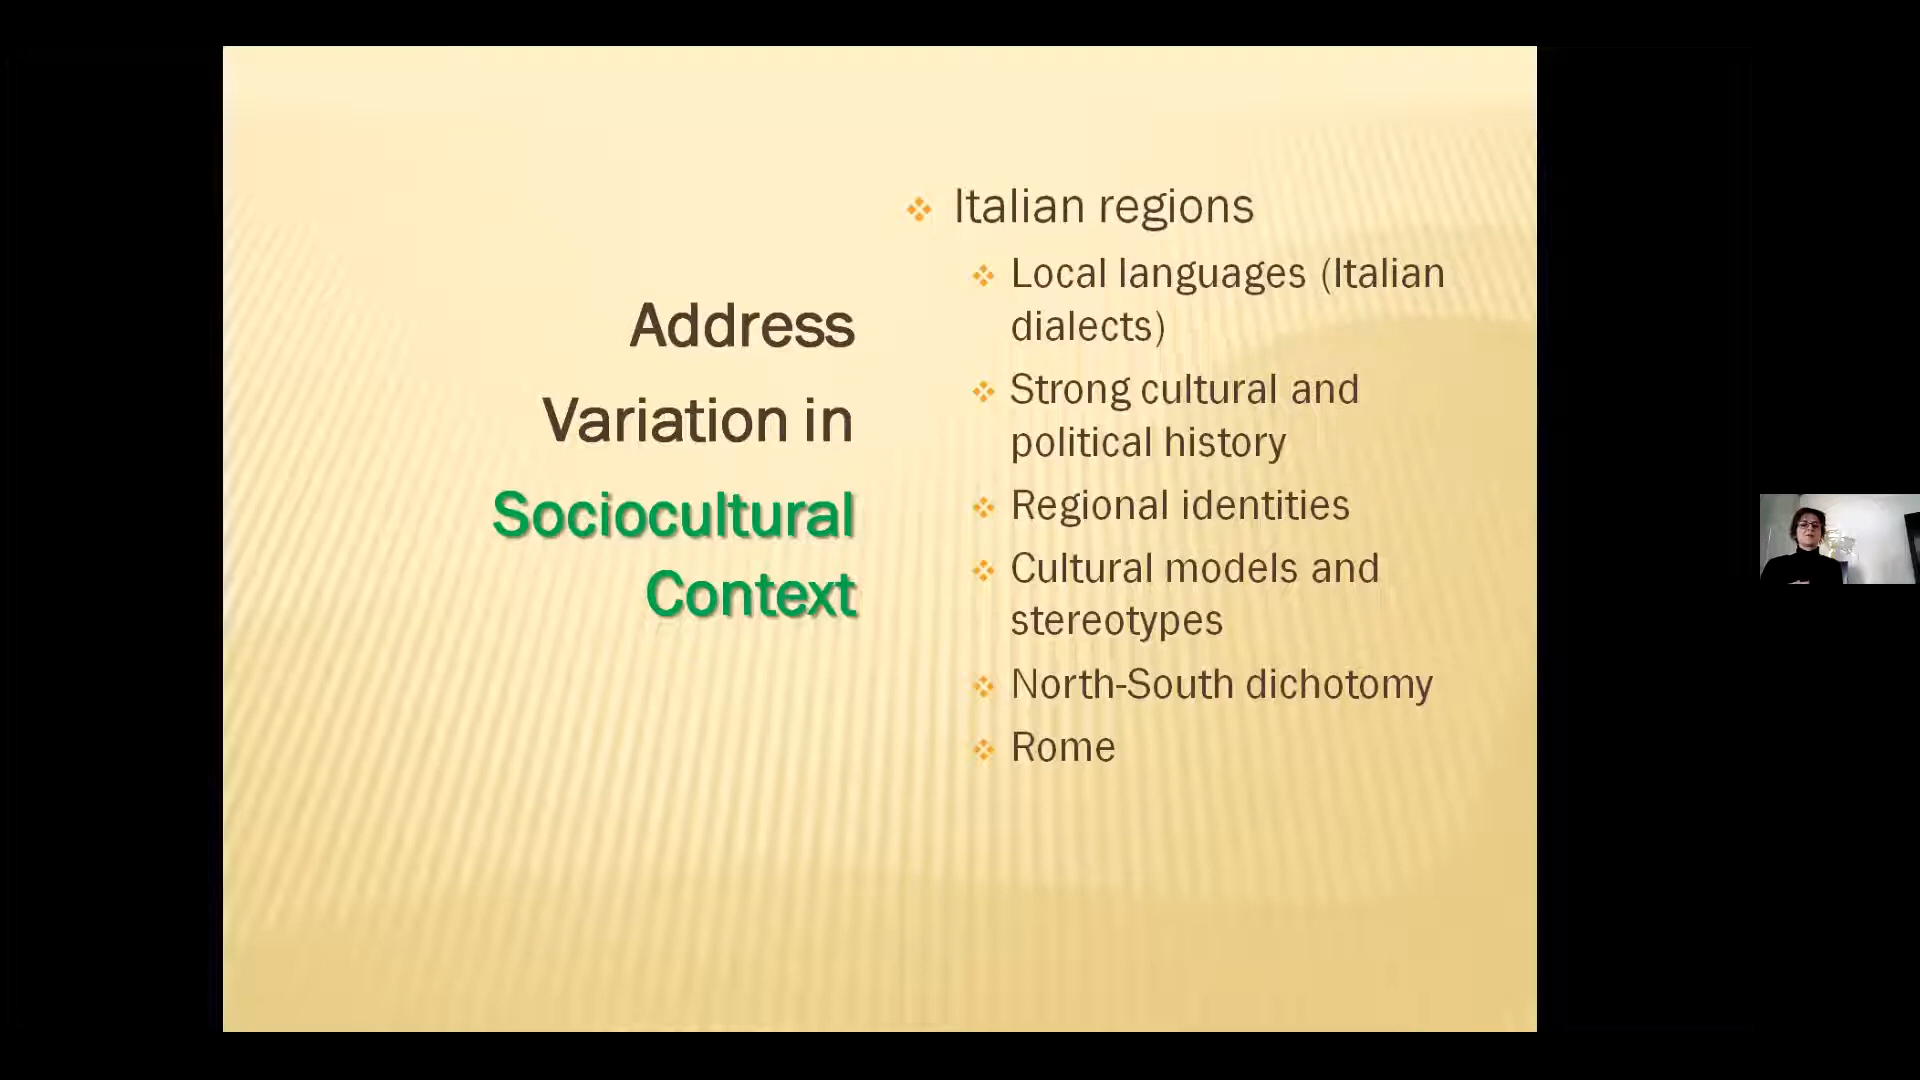 Address
Variation in
Sociocultural
Context
Italian regions
Local languages (Italian
dialects)
Strong cultural and
political history
Regional identities
Cultural models and
stereotypes
North-South dichotomy
Rome